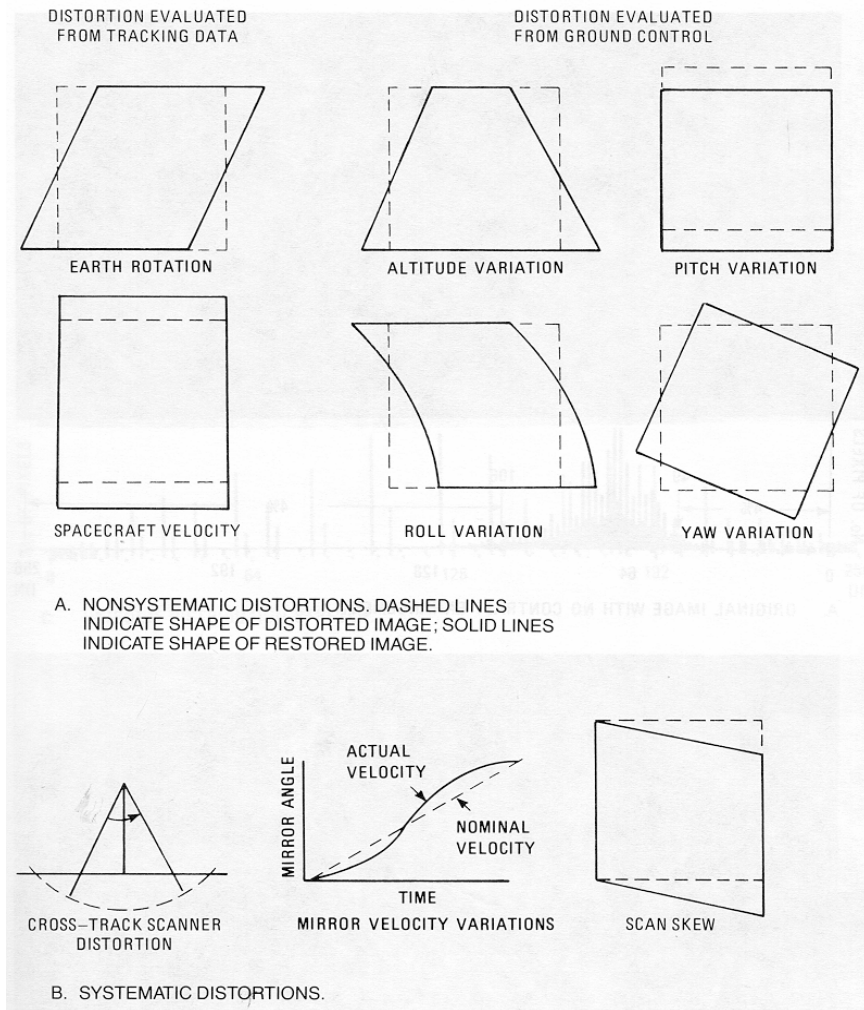 DISTORTION EVALUATED
FROM TRACKING DATA
DISTORTION EVALUATED
FROM GROUND CONTROL
EARTH ROTATION
ALTITUDE VARIATION
PITCH VARIATION
SPACECRAFT VELOCITY
ROLL VARIATION
YAW VARIATION
A. NONSYSTEMATIC DISTORTIONS. DASHED LINES
INDICATE SHAPE OF DISTORTED IMAGE; SOLID LINES
INDICATE SHAPE OF RESTORED IMAGE.
MIRROR ANGLE
ACTUAL
VELOCITY
NOMINAL
VELOCITY
TIME
CROSS–TRACK SCANNER
DISTORTION
MIRROR VELOCITY VARIATIONS
SCAN SKEW
B. SYSTEMATIC DISTORTIONS.